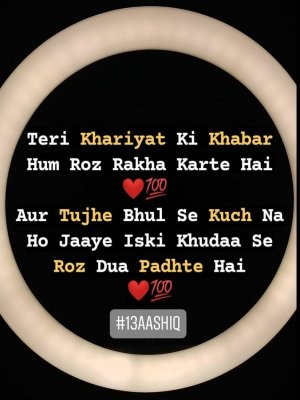 Teri Khariyat Ki Khabar
Hum Roz Rakha Karte Hai
❤️💯
Aur Tujhe Bhul Se Kuch Na
Ho Jaaye Iski Khudaa Se
Roz Dua Padhte Hai
❤️💯
#13AASHIQ